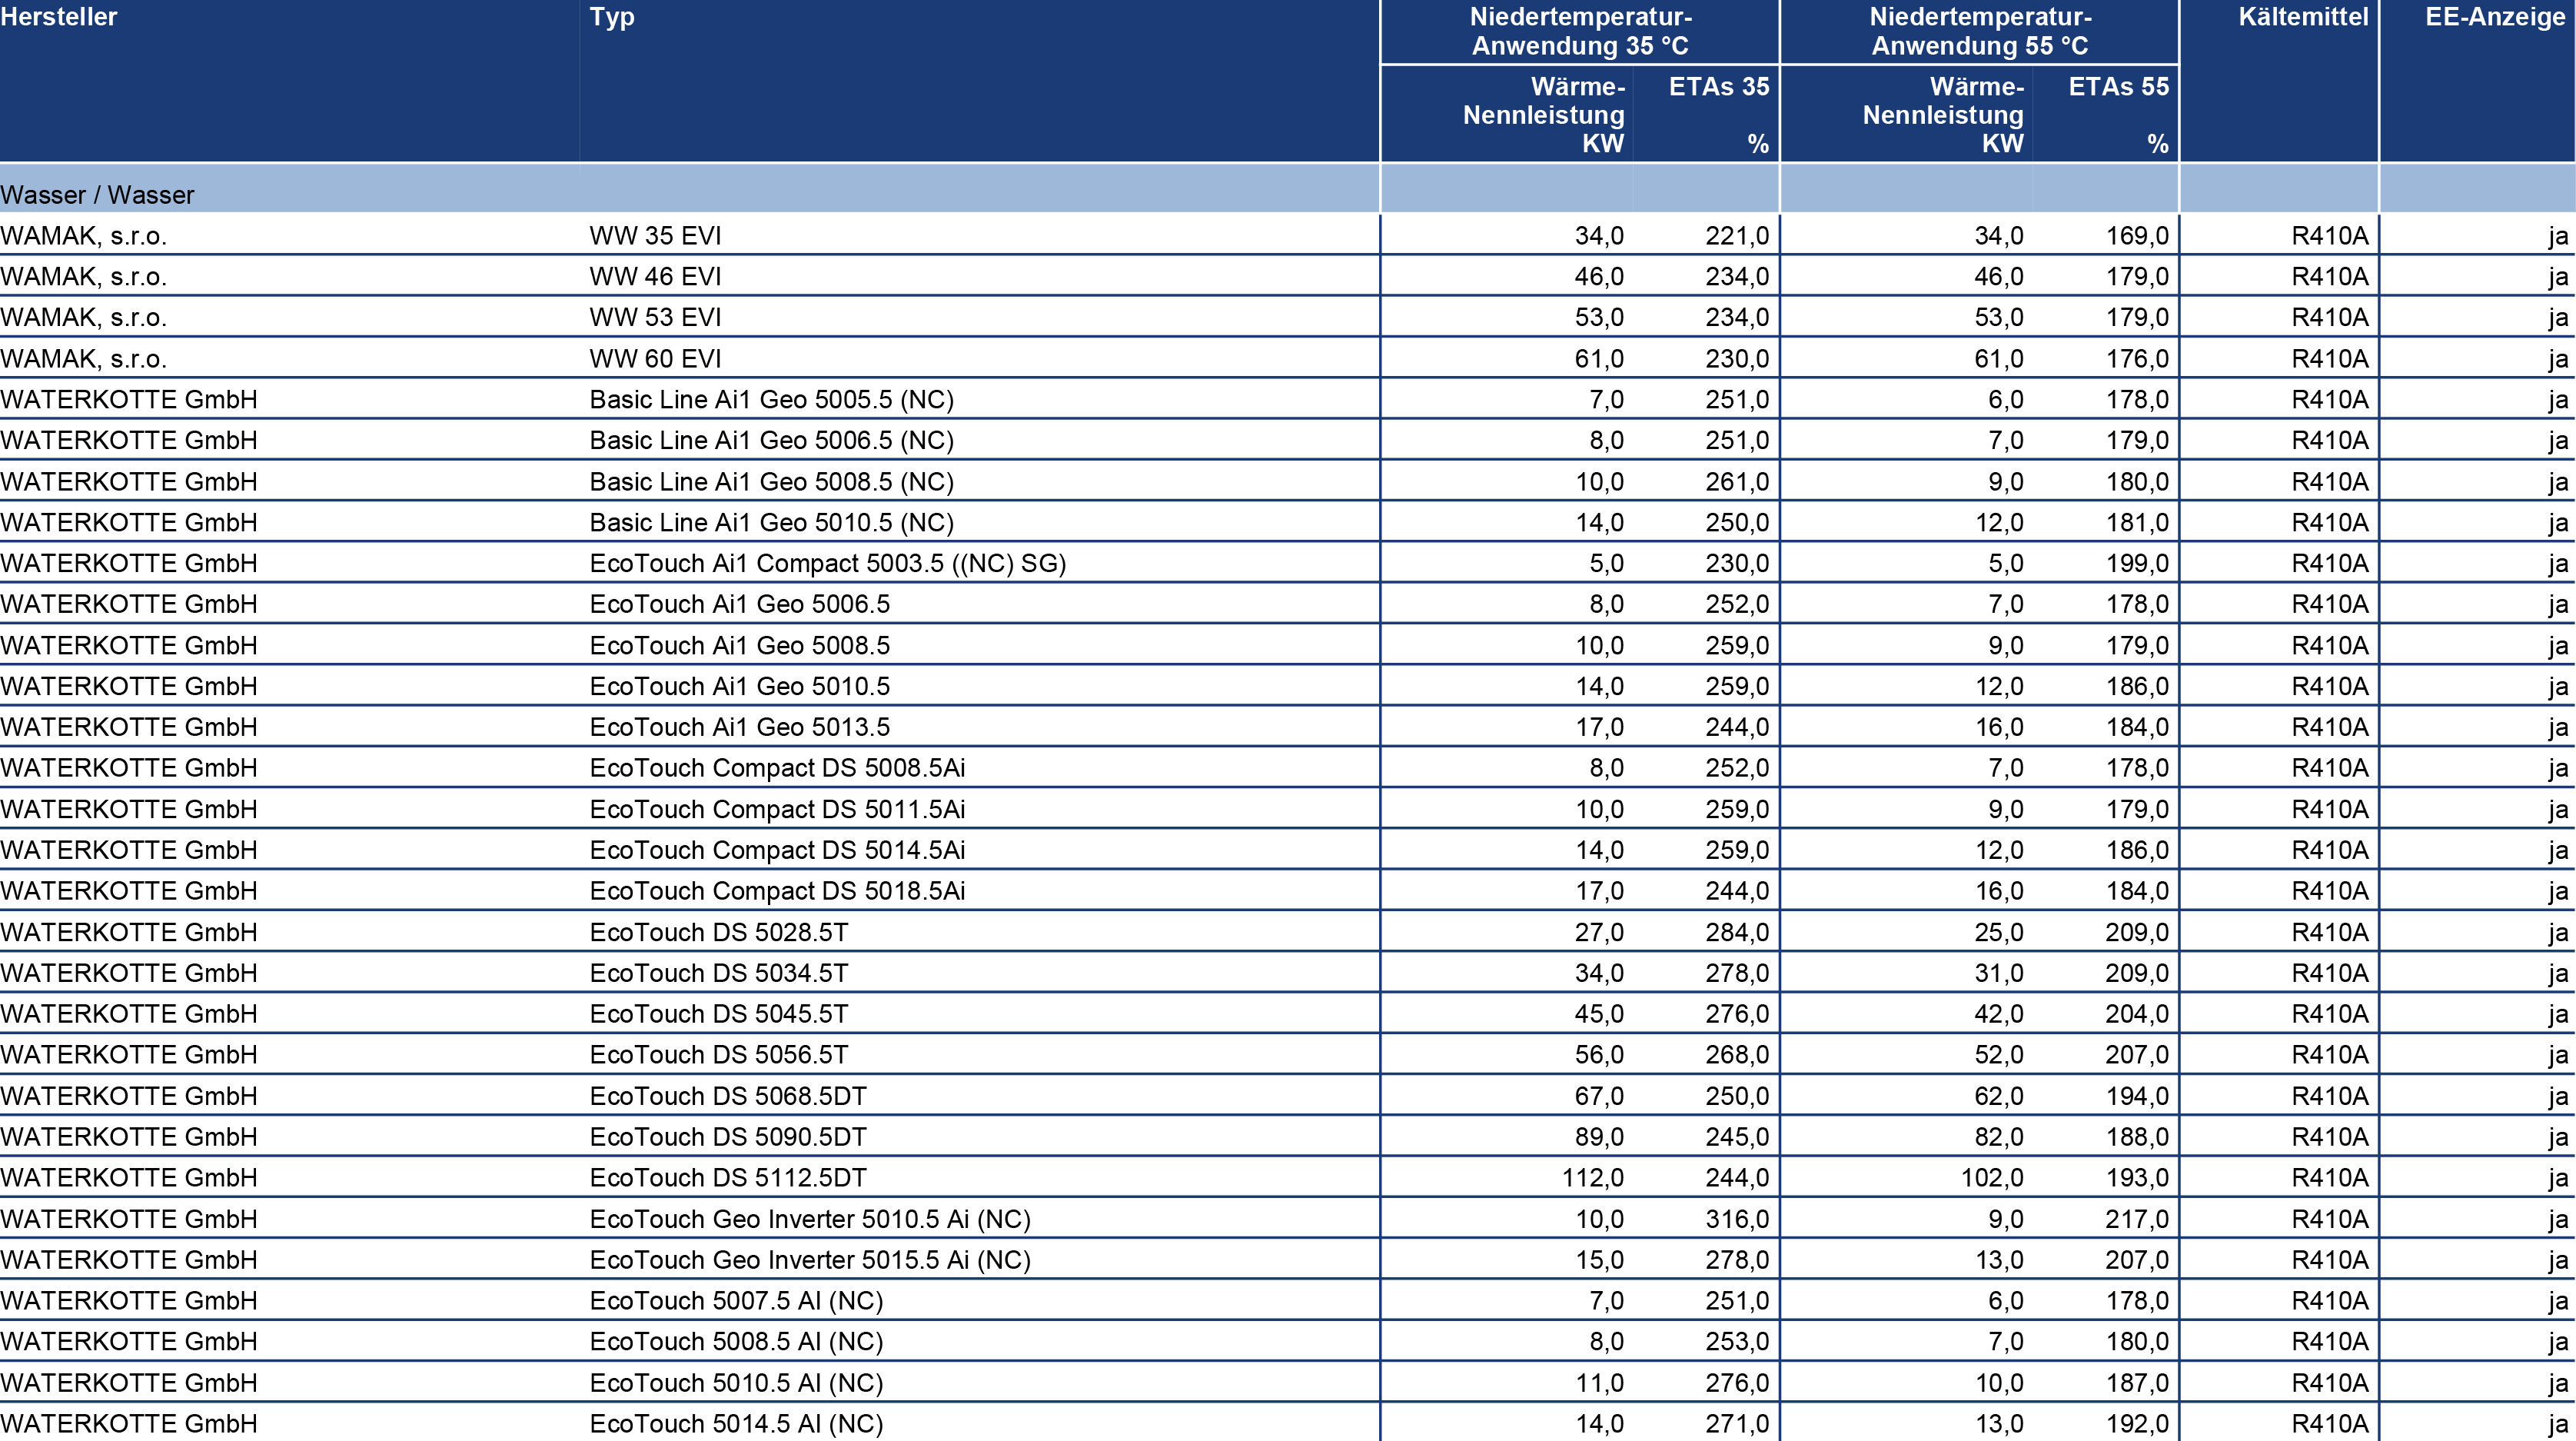 Hersteller Typ Niedertemperatur- Niedertemperatur- Kältemittel EE-Anzeige
Anwendung 35 °C Anwendung 55 °C
Wärme- ETAs 35 Wärme- ETAs 55
Nennleistung Nennleistung
KW % KW %
Wasser / Wasser
WAMAK, s.r.o. WW 35 EVI 34,0 221,0 34,0 169,0 R410A ja
WAMAK, s.r.o. WW 46 EVI 46,0 234,0 46,0 179,0 R410A ja
WAMAK, s.r.o. WW 53 EVI 53,0 234,0 53,0 179,0 R410A ja
WAMAK, s.r.o. WW 60 EVI 61,0 230,0 61,0 176,0 R410A ja
WATERKOTTE GmbH Basic Line Ai1 Geo 5005.5 (NC) 7,0 251,0 6,0 178,0 R410A ja
WATERKOTTE GmbH Basic Line Ai1 Geo 5006.5 (NC) 8,0 251,0 7,0 179,0 R410A ja
WATERKOTTE GmbH Basic Line Ai1 Geo 5008.5 (NC) 10,0 261,0 9,0 180,0 R410A ja
WATERKOTTE GmbH Basic Line Ai1 Geo 5010.5 (NC) 14,0 250,0 12,0 181,0 R410A ja
WATERKOTTE GmbH EcoTouch Ai1 Compact 5003.5 ((NC) SG) 5,0 230,0 5,0 199,0 R410A ja
WATERKOTTE GmbH EcoTouch Ai1 Geo 5006.5 8,0 252,0 7,0 178,0 R410A ja
WATERKOTTE GmbH EcoTouch Ai1 Geo 5008.5 10,0 259,0 9,0 179,0 R410A ja
WATERKOTTE GmbH EcoTouch Ai1 Geo 5010.5 14,0 259,0 12,0 186,0 R410A ja
WATERKOTTE GmbH EcoTouch Ai1 Geo 5013.5 17,0 244,0 16,0 184,0 R410A ja
WATERKOTTE GmbH EcoTouch Compact DS 5008.5Ai 8,0 252,0 7,0 178,0 R410A ja
WATERKOTTE GmbH EcoTouch Compact DS 5011.5Ai 10,0 259,0 9,0 179,0 R410A ja
WATERKOTTE GmbH EcoTouch Compact DS 5014.5Ai 14,0 259,0 12,0 186,0 R410A ja
WATERKOTTE GmbH EcoTouch Compact DS 5018.5Ai 17,0 244,0 16,0 184,0 R410A ja
WATERKOTTE GmbH EcoTouch DS 5028.5T 27,0 284,0 25,0 209,0 R410A ja
WATERKOTTE GmbH EcoTouch DS 5034.5T 34,0 278,0 31,0 209,0 R410A ja
WATERKOTTE GmbH EcoTouch DS 5045.5T 45,0 276,0 42,0 204,0 R410A ja
WATERKOTTE GmbH EcoTouch DS 5056.5T 56,0 268,0 52,0 207,0 R410A ja
WATERKOTTE GmbH EcoTouch DS 5068.5DT 67,0 250,0 62,0 194,0 R410A ja
WATERKOTTE GmbH EcoTouch DS 5090.5DT 89,0 245,0 82,0 188,0 R410A ja
WATERKOTTE GmbH EcoTouch DS 5112.5DT 112,0 244,0 102,0 193,0 R410A ja
WATERKOTTE GmbH EcoTouch Geo Inverter 5010.5 Ai (NC) 10,0 316,0 9,0 217,0 R410A ja
WATERKOTTE GmbH EcoTouch Geo Inverter 5015.5 Ai (NC) 15,0 278,0 13,0 207,0 R410A ja
WATERKOTTE GmbH EcoTouch 5007.5 AI (NC) 7,0 251,0 6,0 178,0 R410A ja
WATERKOTTE GmbH EcoTouch 5008.5 AI (NC) 8,0 253,0 7,0 180,0 R410A ja
WATERKOTTE GmbH EcoTouch 5010.5 AI (NC) 11,0 276,0 10,0 187,0 R410A ja
WATERKOTTE GmbH EcoTouch 5014.5 AI (NC) 14,0 271,0 13,0 192,0 R410A ja